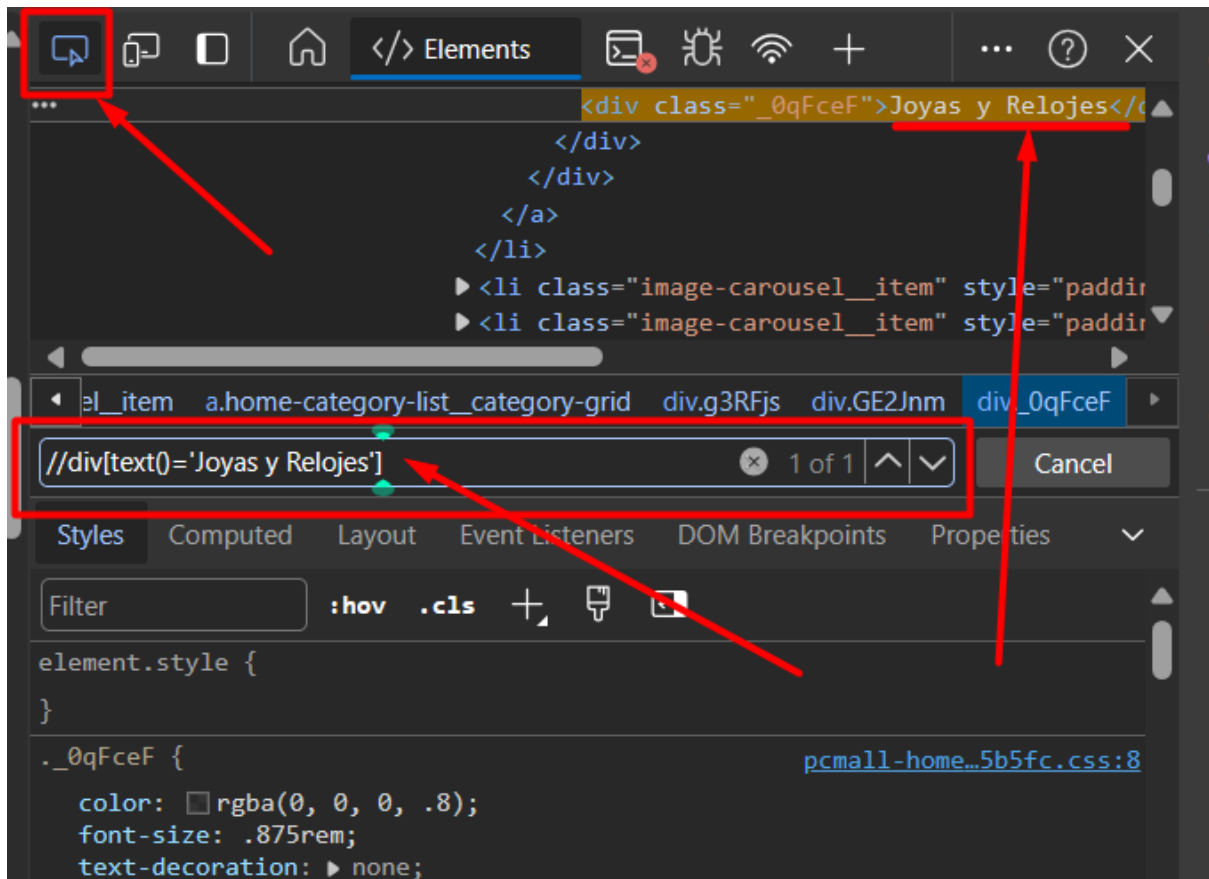 </> Elements
<div class="_0qFceF">Joyas y Relojes</
</div>
</div>
</a>
</li>
<li class="image-carousel__item" style="paddin
<li class="image-carousel__item" style="paddin
el__item a.home-category-list__category-grid div.g3RFjs div.GE2Jnm div._0qFceF
//div[text()='Joyas y Relojes'] 1 of 1 Cancel
Styles Computed Layout Event Listeners DOM Breakpoints Properties
Filter :hov .cls
element.style {
}
._0qFceF { pcmall-home…5b5fc.css:8
color: rgba(0, 0, 0, .8);
font-size: .875rem;
text-decoration: none;